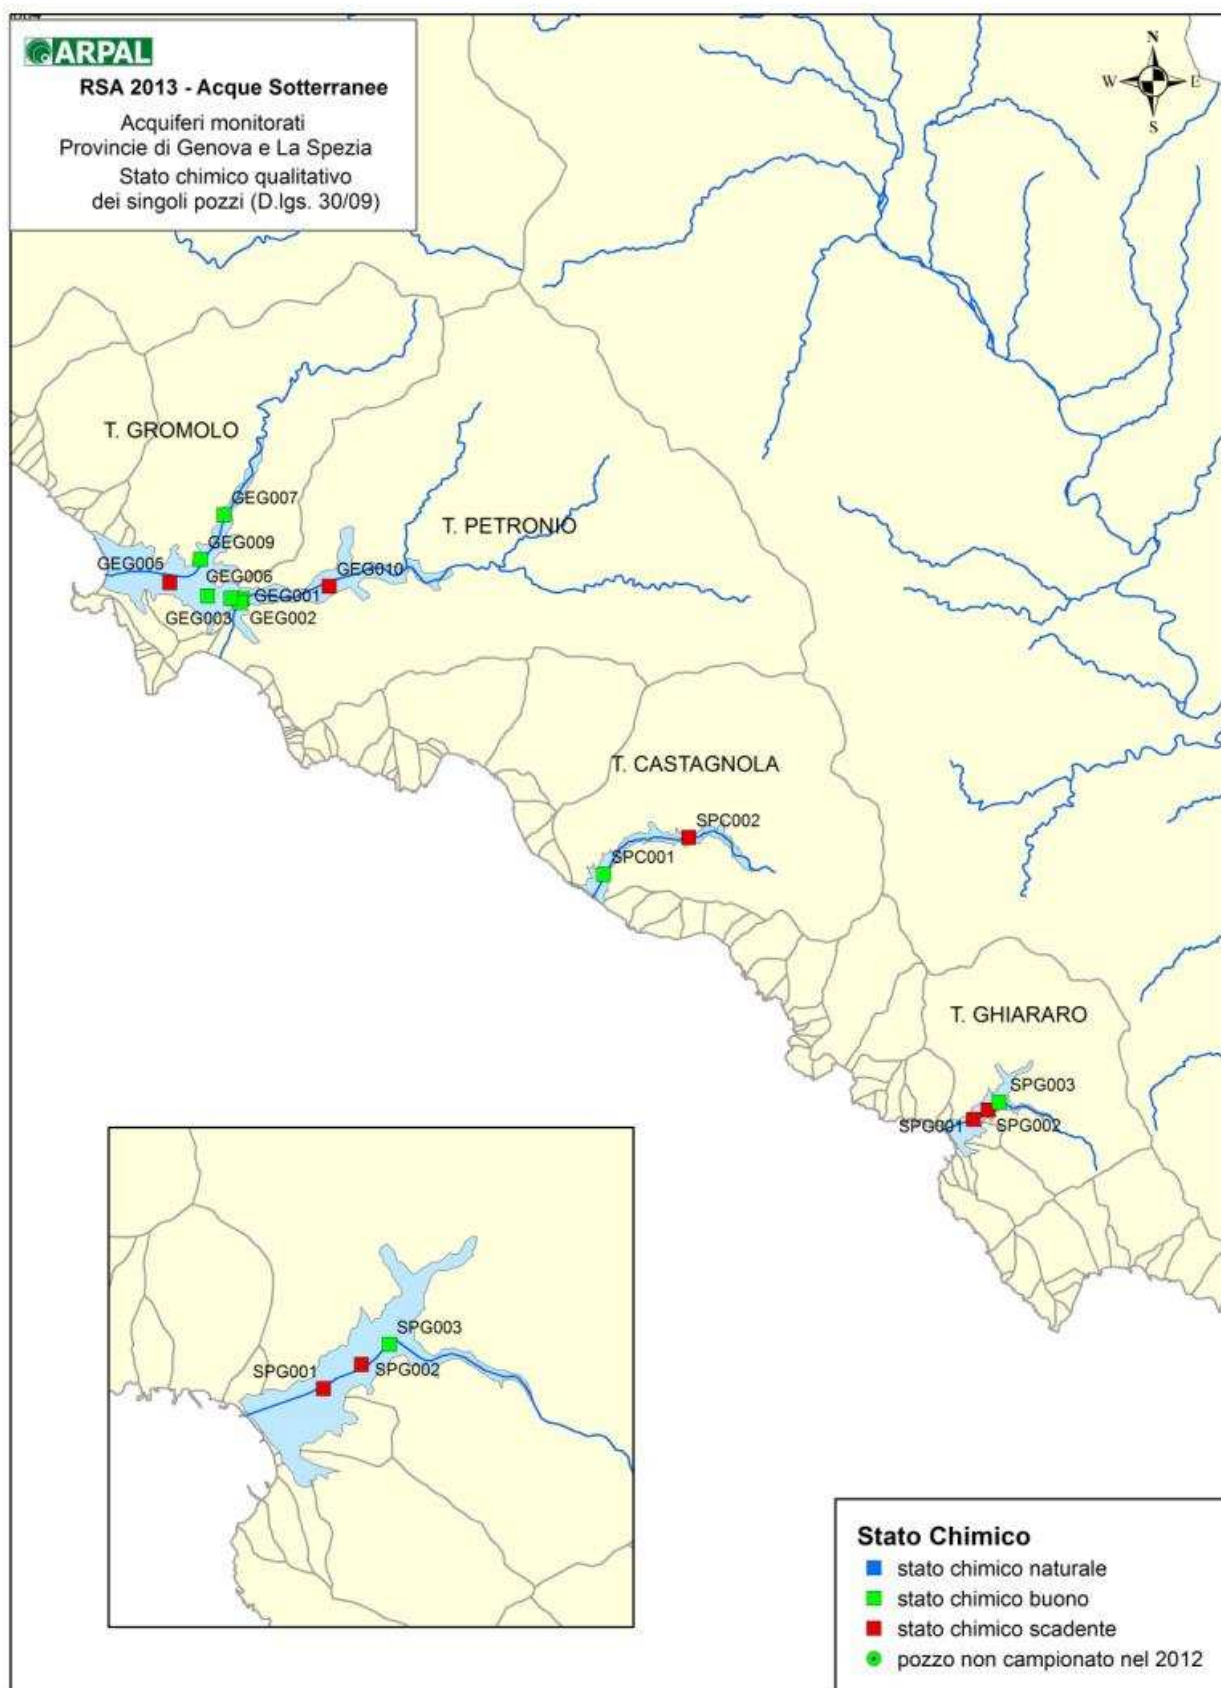 ARPAL
RSA 2013 - Acque Sotterranee
Acquiferi monitorati
Provincie di Genova e La Spezia
Stato chimico qualitativo
dei singoli pozzi (D.lgs. 30/09)
N
W E
S
T. GROMOLO
GEG007
T. PETRONIO
GEG009
GEG005
GEG006
GEG010
GEG001
GEG003
GEG002
T. CASTAGNOLA
SPC002
SPC001
T. GHIARARO
SPG003
SPG001
SPG002
SPG003
SPG001
SPG002
Stato Chimico
stato chimico naturale
stato chimico buono
stato chimico scadente
pozzo non campionato nel 2012